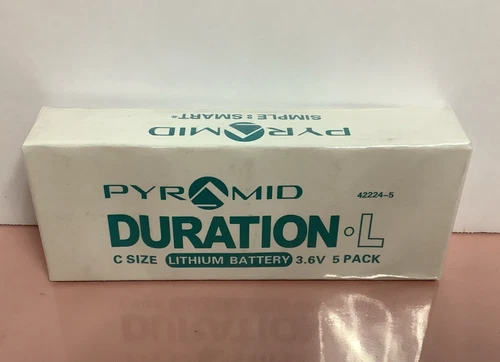 PYRAMID
SIMPLE:SMART®
PYRAMID
42224-5
DURATION·L
C SIZE LITHIUM BATTERY 3.6V 5 PACK